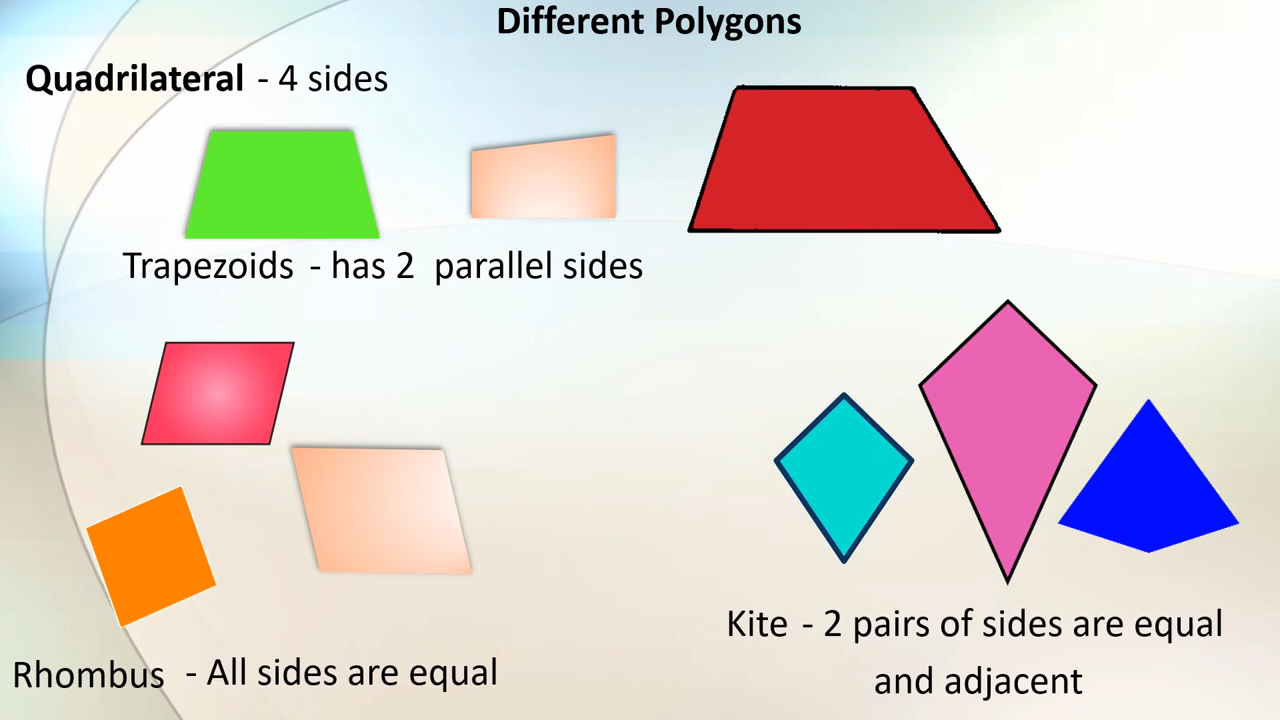 Different Polygons
Quadrilateral - 4 sides
Trapezoids - has 2 parallel sides
Kite - 2 pairs of sides are equal
and adjacent
Rhombus - All sides are equal